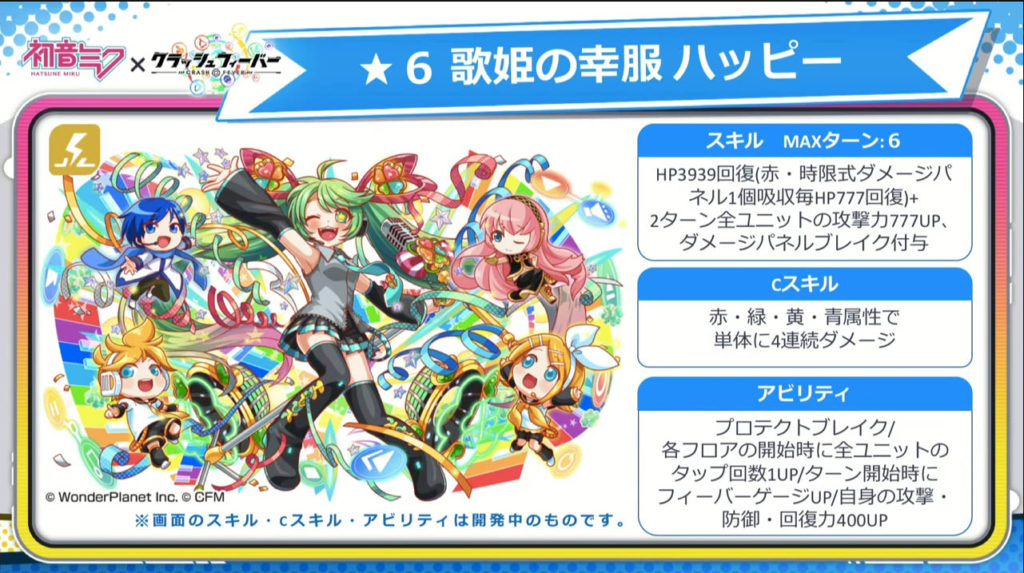 初音ミク
HATSUNE MIKU
×
クラッシュフィーバー
CRASH FEVER
★6 歌姫の幸服 ハッピー
スキル MAXターン:6
HP3939回復(赤・時限式ダメージパ
ネル1個吸収毎HP777回復)+
2ターン全ユニットの攻撃力777UP、
ダメージパネルブレイク付与
Cスキル
赤・緑・黄・青属性で
単体に4連続ダメージ
アビリティ
プロテクトブレイク/
各フロアの開始時に全ユニットの
タップ回数1UP/ターン開始時に
フィーバーゲージUP/自身の攻撃・
防御・回復力400UP
© WonderPlanet Inc. © CFM
※画面のスキル・Cスキル・アビリティは開発中のものです。